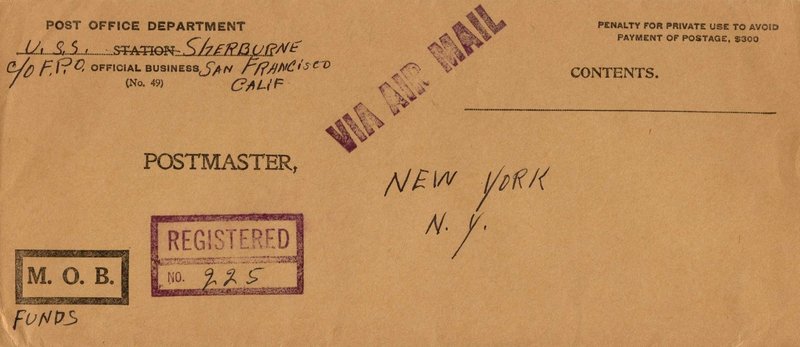 POST OFFICE DEPARTMENT
U.S.S. STATION SHERBURNE
C/O F.P.O. OFFICIAL BUSINESS, SAN FRANCISCO
(No. 49) CALIF
VIA AIR MAIL
PENALTY FOR PRIVATE USE TO AVOID
PAYMENT OF POSTAGE, $300
CONTENTS.
POSTMASTER,
NEW YORK
N.Y.
REGISTERED
NO. 225
M. O. B.
FUNDS